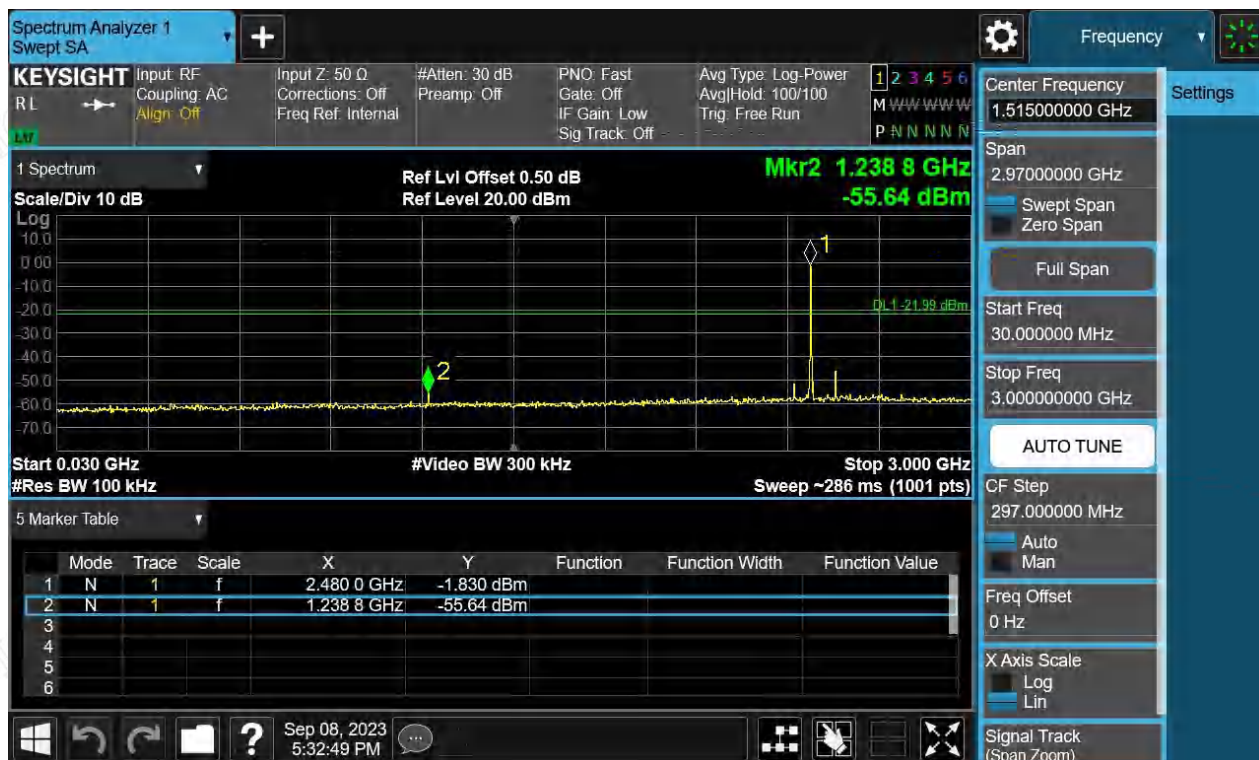 Spectrum Analyzer 1
Swept SA
+
Frequency
KEYSIGHT
RL
Input: RF
Coupling: AC
Align: Off
Input Z: 50 Ω
Corrections: Off
Freq Ref: Internal
#Atten: 30 dB
Preamp: Off
PNO: Fast
Gate: Off
IF Gain: Low
Sig Track: Off
Avg Type: Log-Power
Avg|Hold: 100/100
Trig: Free Run
1 2 3 4 5 6
M W W W W W W
P N N N N N N
1 Spectrum
Scale/Div 10 dB
Ref Lvl Offset 0.50 dB
Ref Level 20.00 dBm
Mkr2 1.238 8 GHz
-55.64 dBm
Log
10.0
0.00
-10.0
-20.0
-30.0
-40.0
-50.0
-60.0
-70.0
1
2
DL1 -21.99 dBm
Start 0.030 GHz
#Video BW 300 kHz
Stop 3.000 GHz
#Res BW 100 kHz
Sweep ~286 ms (1001 pts)
5 Marker Table
Mode Trace Scale X Y Function Function Width Function Value
1 N 1 f 2.480 0 GHz -1.830 dBm
2 N 1 f 1.238 8 GHz -55.64 dBm
3
4
5
6
?
Sep 08, 2023
5:32:49 PM
Center Frequency
1.515000000 GHz
Settings
Span
2.97000000 GHz
Swept Span
Zero Span
Full Span
Start Freq
30.000000 MHz
Stop Freq
3.000000000 GHz
AUTO TUNE
CF Step
297.000000 MHz
Auto
Man
Freq Offset
0 Hz
X Axis Scale
Log
Lin
Signal Track
(Span Zoom)